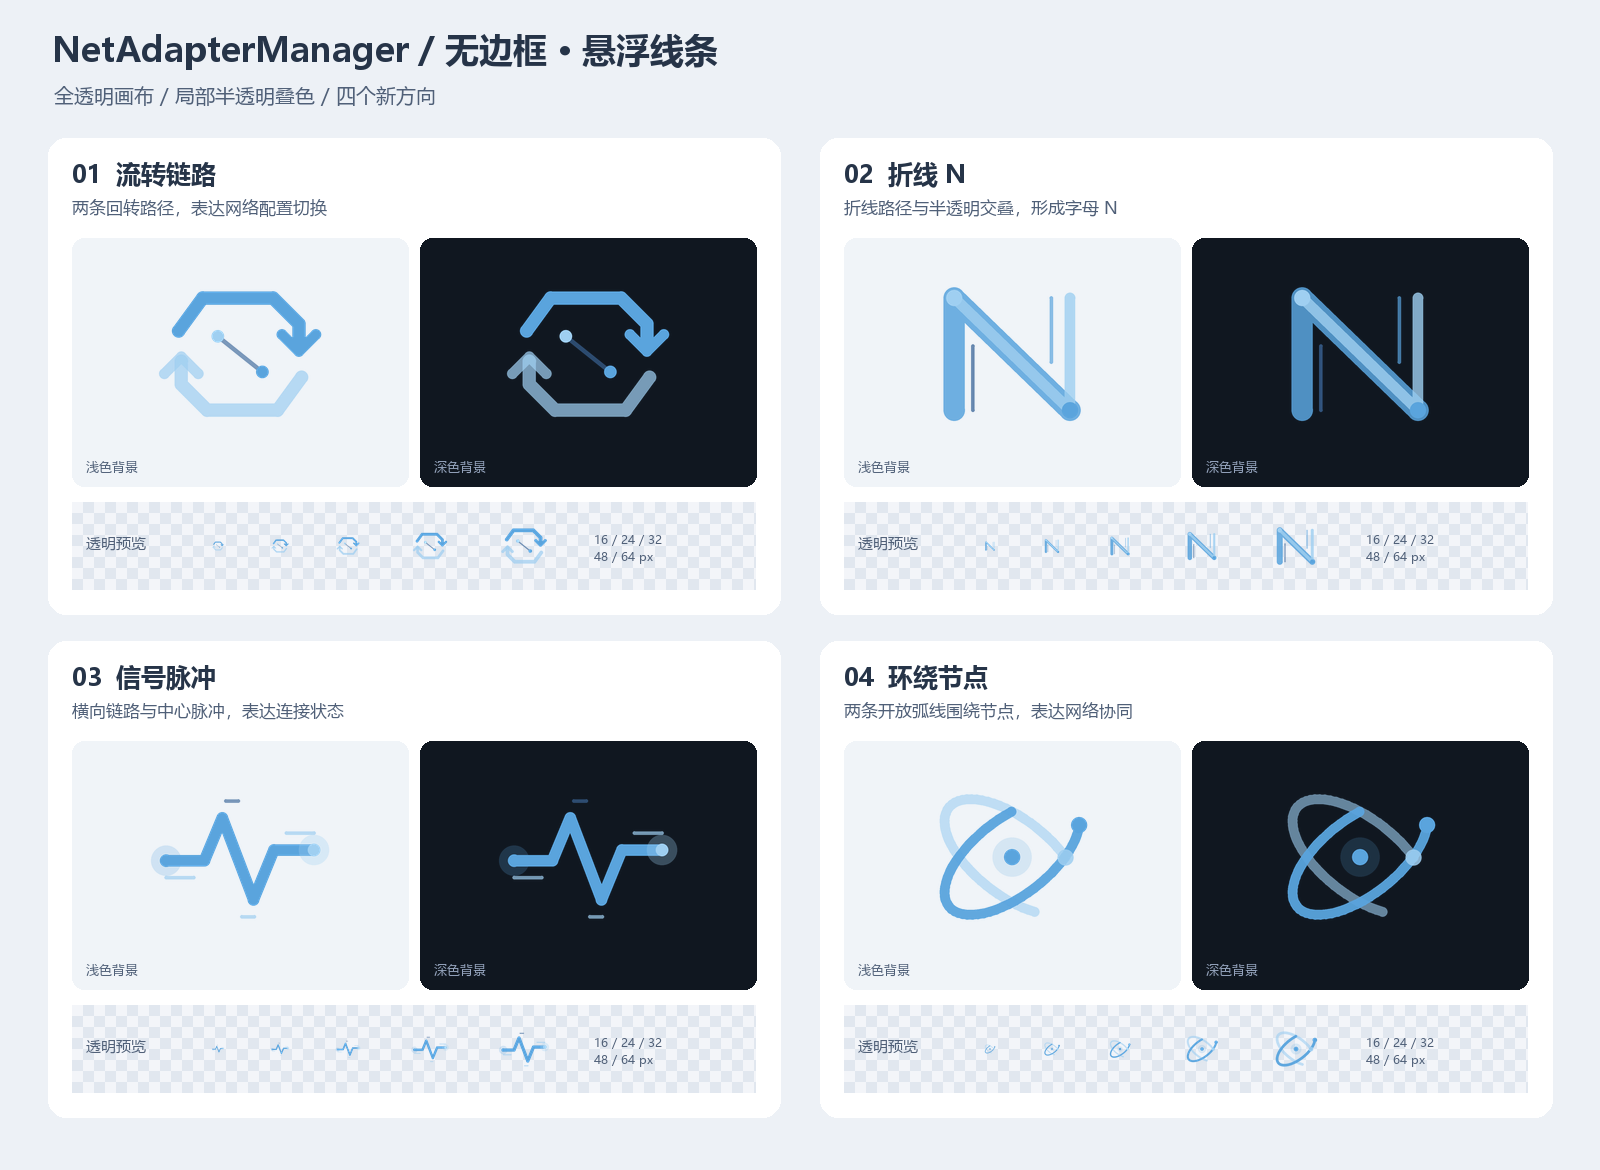 NetAdapterManager / 无边框 • 悬浮线条
全透明画布 / 局部半透明叠色 / 四个新方向
01 流转链路
两条回转路径，表达网络配置切换
浅色背景
深色背景
透明预览
16 / 24 / 32
48 / 64 px
02 折线 N
折线路径与半透明交叠，形成字母 N
浅色背景
深色背景
透明预览
16 / 24 / 32
48 / 64 px
03 信号脉冲
横向链路与中心脉冲，表达连接状态
浅色背景
深色背景
透明预览
16 / 24 / 32
48 / 64 px
04 环绕节点
两条开放弧线围绕节点，表达网络协同
浅色背景
深色背景
透明预览
16 / 24 / 32
48 / 64 px